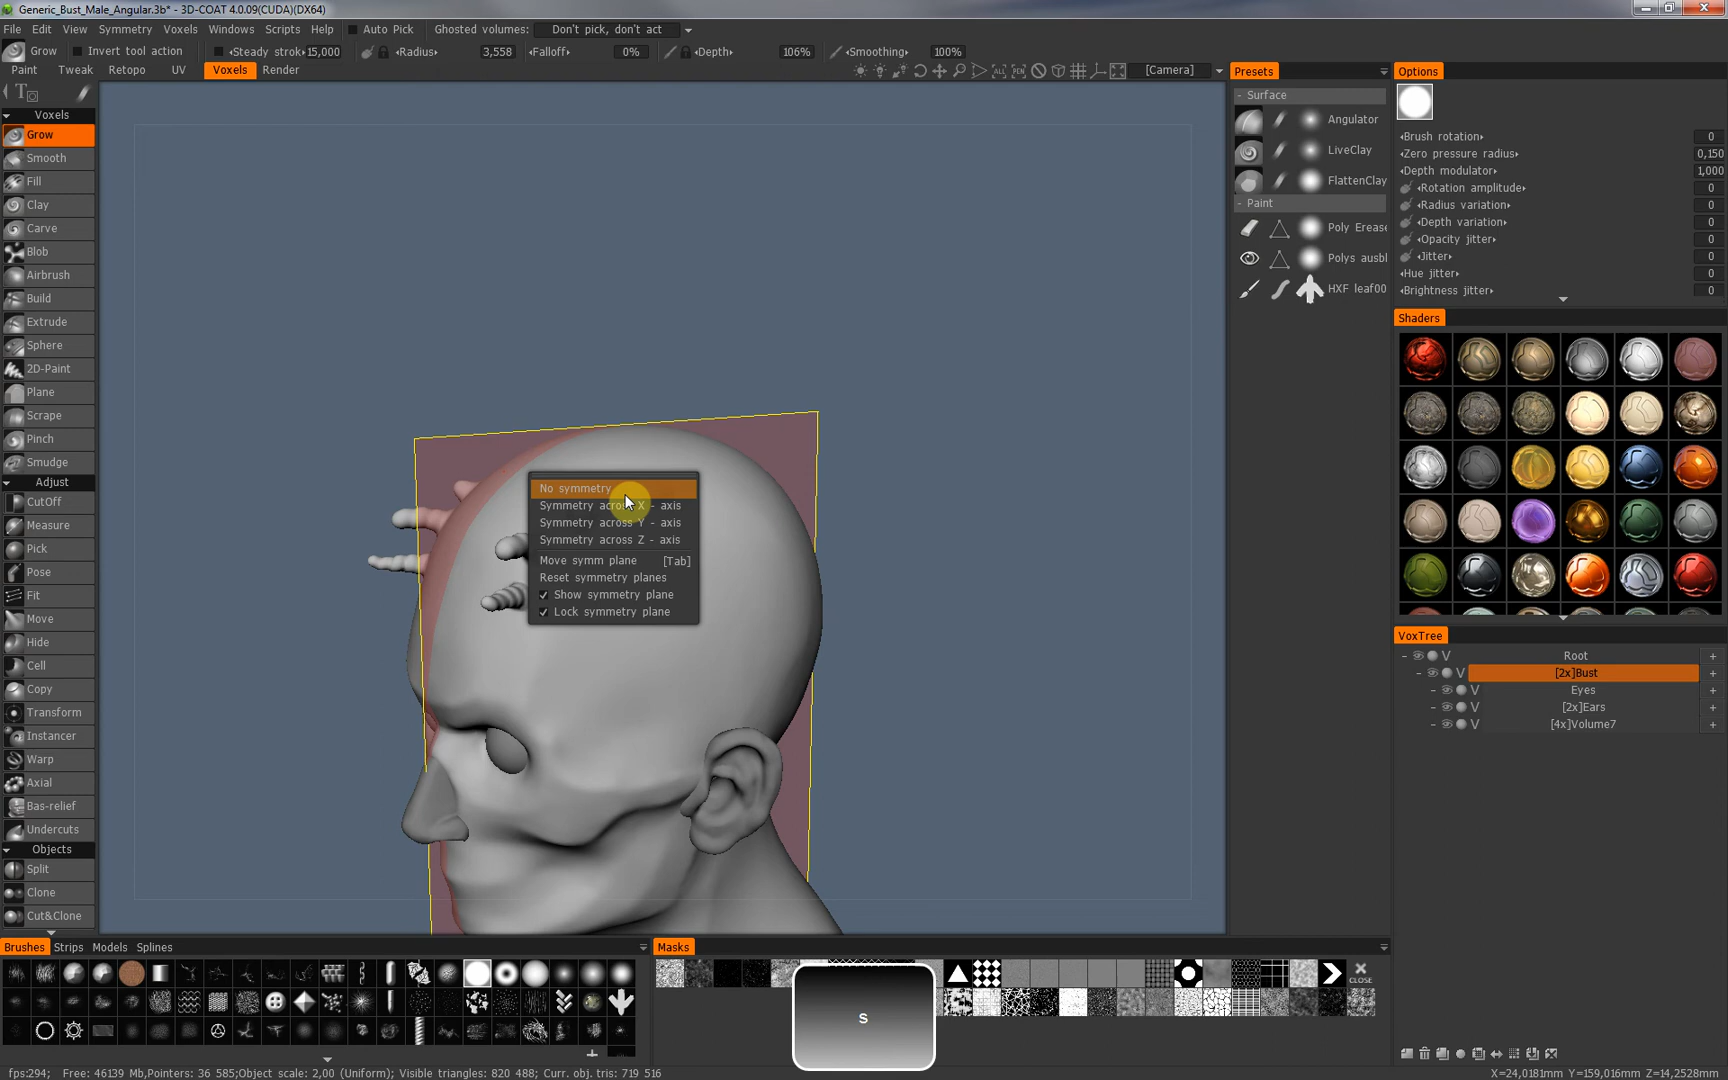 Generic_Bust_Male_Angular.3b* - 3D-COAT 4.0.09(CUDA)(DX64)
File Edit View Symmetry Voxels Windows Scripts Help Auto Pick Ghosted volumes: Don't pick, don't act
Grow Invert tool action Steady strok 15,000 Radius 3,558 Falloff 0% Depth 106% Smoothing 100%
Paint Tweak Retopo UV Voxels Render [Camera]
Voxels
Grow
Smooth
Fill
Clay
Carve
Blob
Airbrush
Build
Extrude
Sphere
2D-Paint
Plane
Scrape
Pinch
Smudge
Adjust
CutOff
Measure
Pick
Pose
Fit
Move
Hide
Cell
Copy
Transform
Instancer
Warp
Axial
Bas-relief
Undercuts
Objects
Split
Clone
Cut&Clone
No symmetry
Symmetry across X - axis
Symmetry across Y - axis
Symmetry across Z - axis
Move symm plane [Tab]
Reset symmetry planes
Show symmetry plane
Lock symmetry plane
Presets
- Surface
Angulator
LiveClay
FlattenClay
- Paint
Poly Erase
Polys ausbl
HXF leaf00
Options
Brush rotation 0
Zero pressure radius 0,150
Depth modulator 1,000
Rotation amplitude 0
Radius variation 0
Depth variation 0
Opacity jitter 0
Jitter 0
Hue jitter 0
Brightness jitter 0
Shaders
VoxTree
- V Root +
- V [2x]Bust +
- V Eyes +
- V [2x]Ears +
- V [4x]Volume7 +
Brushes Strips Models Splines
Masks
CLOSE
S
fps:294; Free: 46139 Mb,Pointers: 36 585;Object scale: 2,00 (Uniform); Visible triangles: 820 488; Curr. obj. tris: 719 516
X=24,0181mm Y=159,016mm Z=14,2528mm